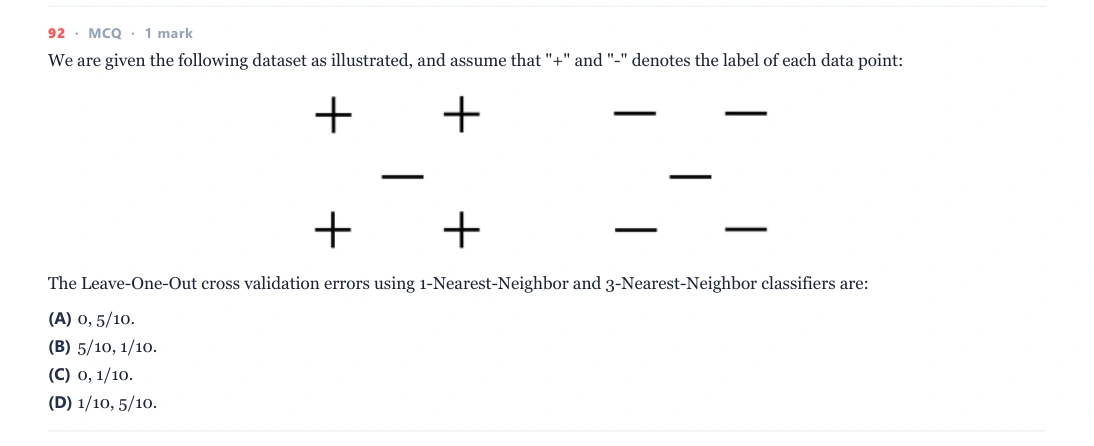 92 · MCQ · 1 mark
We are given the following dataset as illustrated, and assume that "+" and "-" denotes the label of each data point:
+ + — —
— —
+ + — —
The Leave-One-Out cross validation errors using 1-Nearest-Neighbor and 3-Nearest-Neighbor classifiers are:
(A) 0, 5/10.
(B) 5/10, 1/10.
(C) 0, 1/10.
(D) 1/10, 5/10.